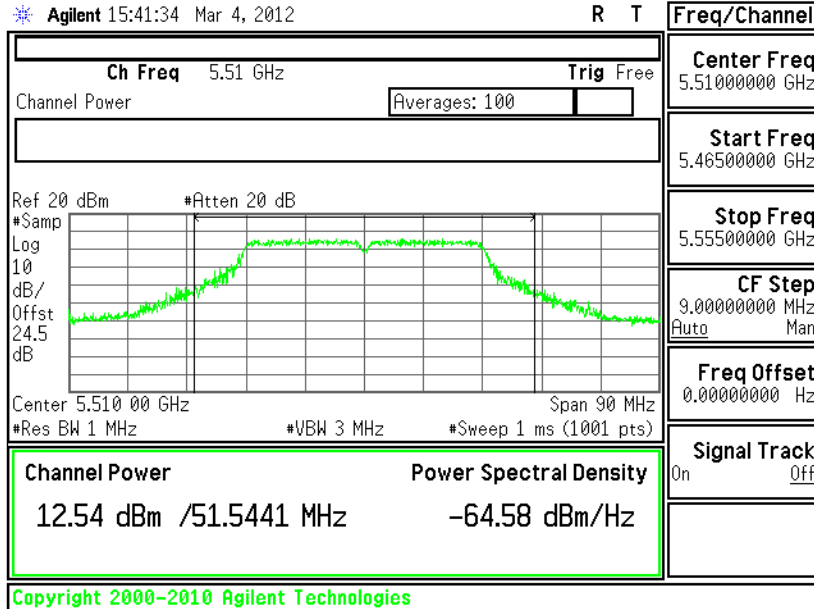 Agilent 15:41:34 Mar 4, 2012 R T
Ch Freq 5.51 GHz Trig Free
Channel Power Averages: 100
Ref 20 dBm #Atten 20 dB
#Samp
Log
10
dB/
Offst
24.5
dB
Center 5.510 00 GHz Span 90 MHz
#Res BW 1 MHz #VBW 3 MHz #Sweep 1 ms (1001 pts)
Channel Power Power Spectral Density
12.54 dBm /51.5441 MHz -64.58 dBm/Hz
Copyright 2000-2010 Agilent Technologies
Freq/Channel
Center Freq
5.51000000 GHz
Start Freq
5.46500000 GHz
Stop Freq
5.55500000 GHz
CF Step
9.00000000 MHz
Auto Man
Freq Offset
0.00000000 Hz
Signal Track
On Off